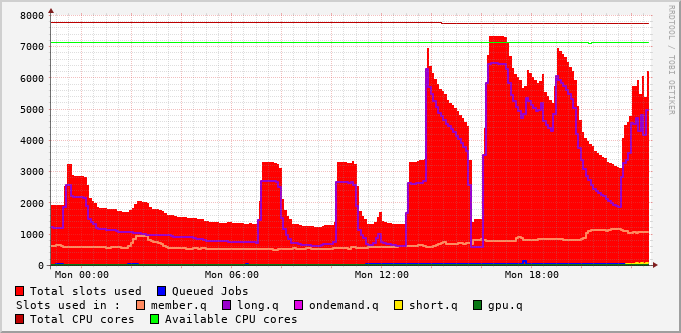 8000
7000
6000
5000
4000
3000
2000
1000
0
Mon 00:00 Mon 06:00 Mon 12:00 Mon 18:00
RRDTOOL / TOBI OETIKER
Total slots used Queued Jobs
Slots used in : member.q long.q ondemand.q short.q gpu.q
Total CPU cores Available CPU cores